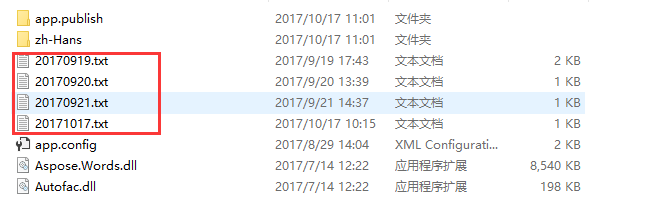 app.publish 2017/10/17 11:01 文件夹
zh-Hans 2017/10/17 11:01 文件夹
20170919.txt 2017/9/19 17:43 文本文档 2 KB
20170920.txt 2017/9/20 13:39 文本文档 1 KB
20170921.txt 2017/9/21 14:37 文本文档 1 KB
20171017.txt 2017/10/17 10:15 文本文档 1 KB
app.config 2017/8/29 14:04 XML Configurati... 1 KB
Aspose.Words.dll 2017/7/14 12:22 应用程序扩展 8,540 KB
Autofac.dll 2017/7/14 12:22 应用程序扩展 198 KB